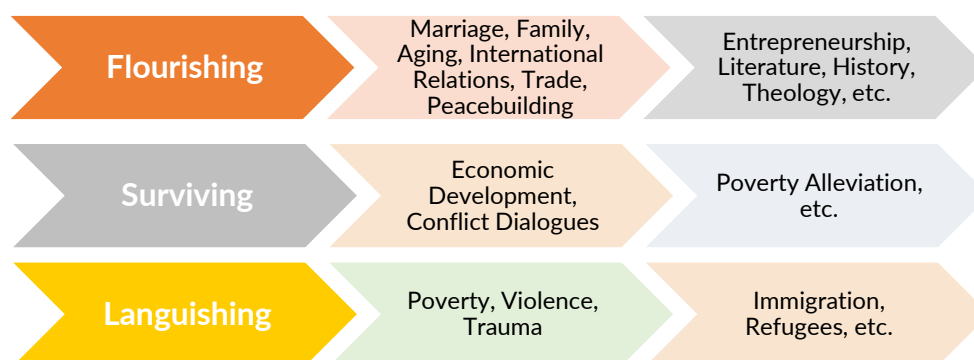 Flourishing
Marriage, Family,
Aging, International
Relations, Trade,
Peacebuilding
Entrepreneurship,
Literature, History,
Theology, etc.
Surviving
Economic
Development,
Conflict Dialogues
Poverty Alleviation,
etc.
Languishing
Poverty, Violence,
Trauma
Immigration,
Refugees, etc.